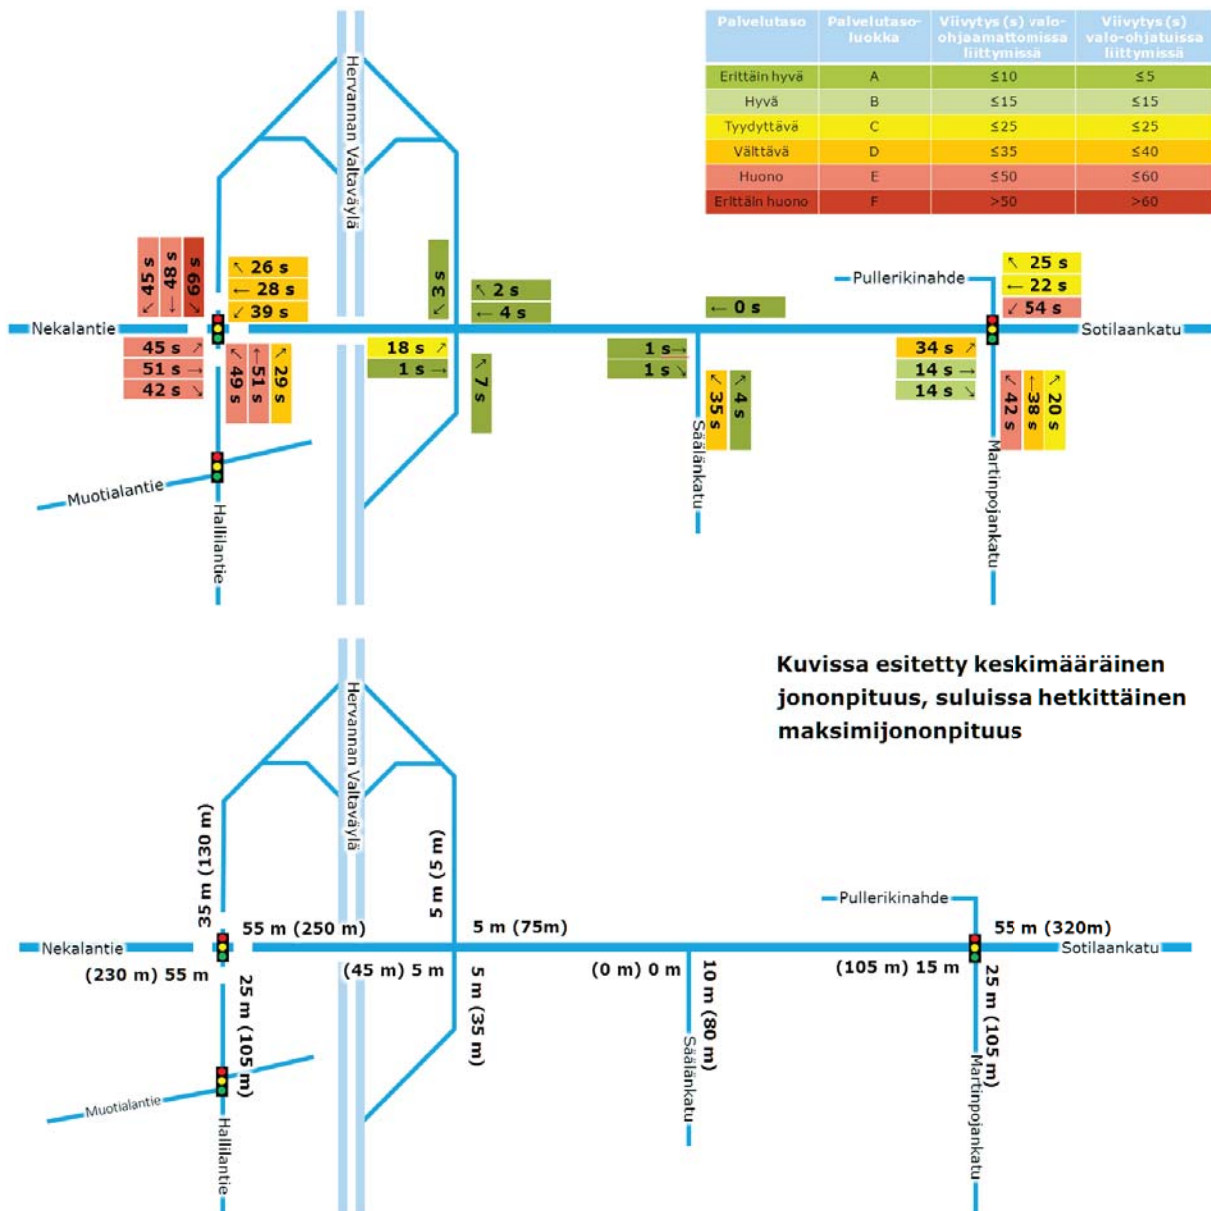 Palvelutaso
Palvelutaso-
luokka
Viivytys (s) valo-
ohjaamattomissa
liittymissä
Viivytys (s)
valo-ohjatuissa
liittymissä
Erittäin hyvä A ≤10 ≤5
Hyvä B ≤15 ≤15
Tyydyttävä C ≤25 ≤25
Välttävä D ≤35 ≤40
Huono E ≤50 ≤60
Erittäin huono F >50 >60
Hervannan Valtaväylä
↙ 45 s
← 48 s
↘ 69 s
↖ 26 s
← 28 s
↙ 39 s
↙ 3 s
↖ 2 s
← 4 s
← 0 s
Pullerikinahde
↖ 25 s
← 22 s
↙ 54 s
Nekalantie
Sotilaankatu
45 s ↗
51 s →
42 s ↘
↖ 49 s
← 51 s
↗ 29 s
18 s ↗
1 s →
↗ 7 s
1 s →
1 s ↘
↖ 35 s
↗ 4 s
34 s ↗
14 s →
14 s ↘
↖ 42 s
← 38 s
↗ 20 s
Säälänkatu
Martinpojankatu
Muotialantie
Hallilantie
Kuvissa esitetty keskimääräinen
jononpituus, suluissa hetkittäinen
maksimijononpituus
Hervannan Valtaväylä
35 m (130 m)
5 m (5 m)
Pullerikinahde
55 m (250 m)
5 m (75m)
55 m (320m)
Nekalantie
Sotilaankatu
(230 m) 55 m
25 m (105 m)
(45 m) 5 m
5 m (35 m)
(0 m) 0 m
10 m (80 m)
(105 m) 15 m
25 m (105 m)
Säälänkatu
Martinpojankatu
Muotialantie
Hallilantie